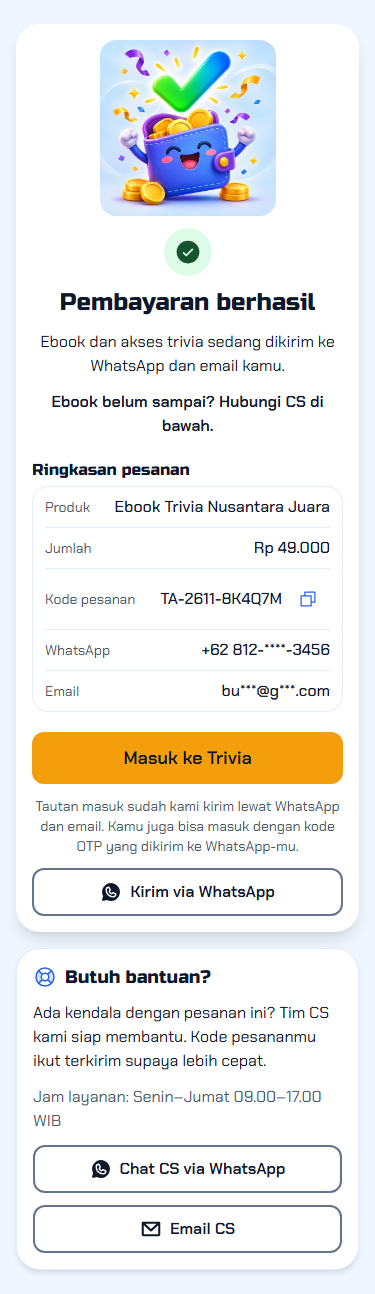 Pembayaran berhasil
Ebook dan akses trivia sedang dikirim ke
WhatsApp dan email kamu.
Ebook belum sampai? Hubungi CS di
bawah.
Ringkasan pesanan
Produk Ebook Trivia Nusantara Juara
Jumlah Rp 49.000
Kode pesanan TA-2611-8K4Q7M
WhatsApp +62 812-****-3456
Email bu***@g***.com
Masuk ke Trivia
Tautan masuk sudah kami kirim lewat WhatsApp
dan email. Kamu juga bisa masuk dengan kode
OTP yang dikirim ke WhatsApp-mu.
Kirim via WhatsApp
Butuh bantuan?
Ada kendala dengan pesanan ini? Tim CS
kami siap membantu. Kode pesananmu
ikut terkirim supaya lebih cepat.
Jam layanan: Senin–Jumat 09.00–17.00
WIB
Chat CS via WhatsApp
Email CS